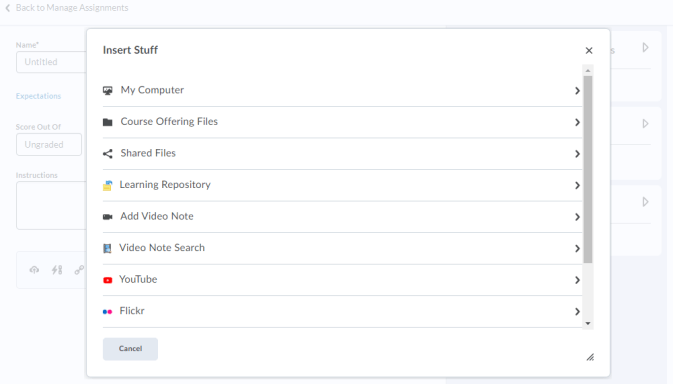 Back to Manage Assignments
Insert Stuff
Name*
Untitled
Expectations
Score Out Of
Ungraded
Instructions
My Computer
Course Offering Files
Shared Files
Learning Repository
Add Video Note
Video Note Search
YouTube
Flickr
Cancel